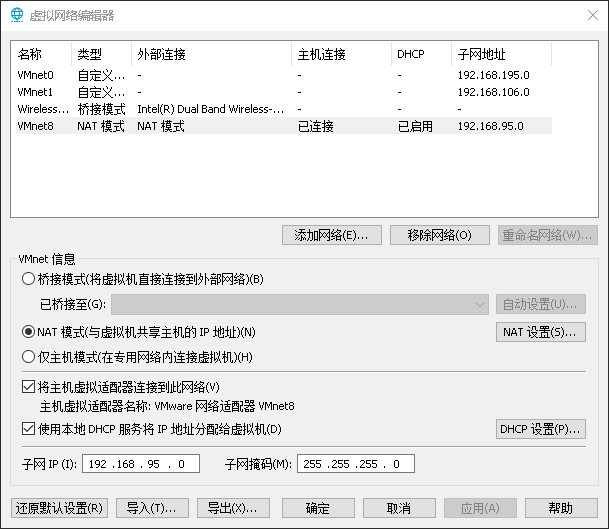 虚拟网络编辑器
名称 类型 外部连接 主机连接 DHCP 子网地址
VMnet0 自定义... - - - 192.168.195.0
VMnet1 自定义... - - - 192.168.106.0
Wireless... 桥接模式 Intel(R) Dual Band Wireless-... - - -
VMnet8 NAT 模式 NAT 模式 已连接 已启用 192.168.95.0
添加网络(E)... 移除网络(O) 重命名网络(W)...
VMnet 信息
桥接模式(将虚拟机直接连接到外部网络)(B)
已桥接至(G): 自动设置(U)...
NAT 模式(与虚拟机共享主机的 IP 地址)(N) NAT 设置(S)...
仅主机模式(在专用网络内连接虚拟机)(H)
将主机虚拟适配器连接到此网络(V)
主机虚拟适配器名称: VMware 网络适配器 VMnet8
使用本地 DHCP 服务将 IP 地址分配给虚拟机(D) DHCP 设置(P)...
子网 IP (I): 192 .168 . 95 . 0 子网掩码(M): 255 .255 .255 . 0
还原默认设置(R) 导入(T)... 导出(X)... 确定 取消 应用(A) 帮助